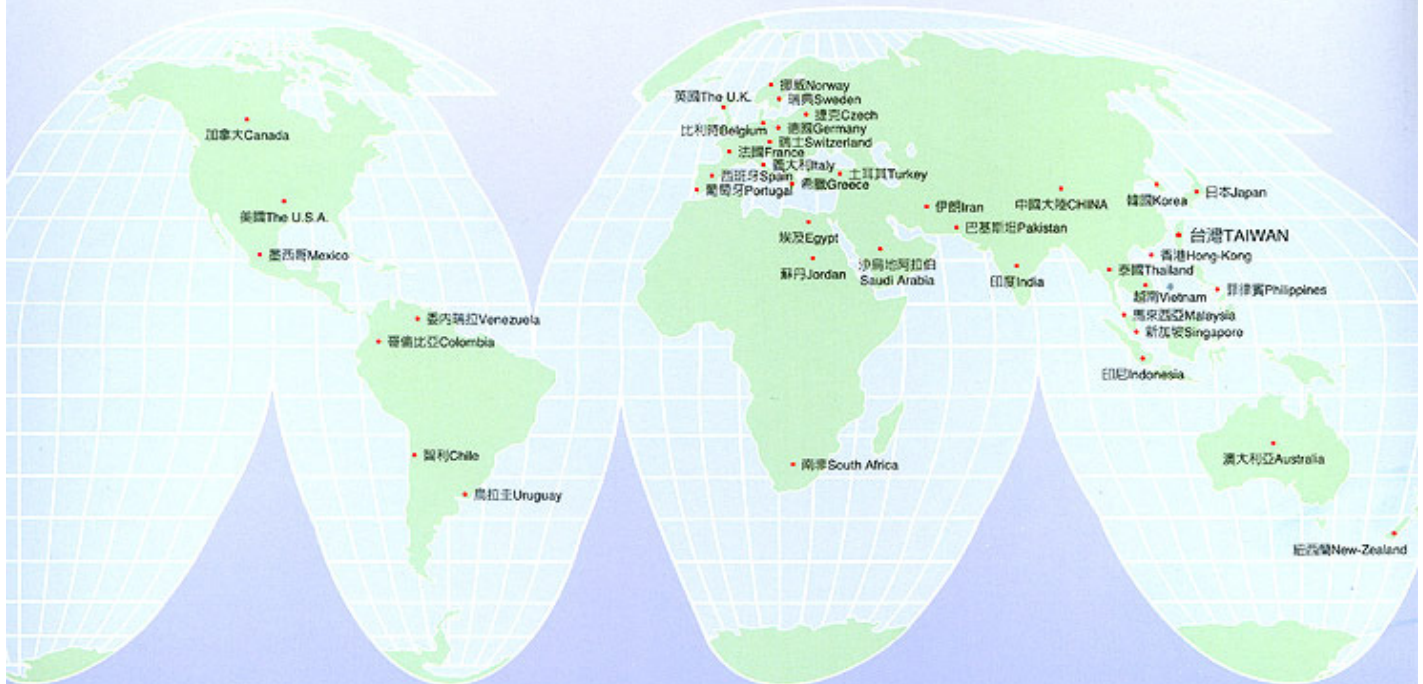 加拿大Canada
美國The U.S.A.
墨西哥Mexico
委內瑞拉Venezuela
哥倫比亞Colombia
智利Chile
烏拉圭Uruguay
挪威Norway
英國The U.K.
瑞典Sweden
捷克Czech
比利時Belgium
德國Germany
瑞士Switzerland
法國France
義大利Italy
西班牙Spain
土耳其Turkey
葡萄牙Portugal
希臘Greece
伊朗Iran
中國大陸CHINA
韓國Korea
日本Japan
埃及Egypt
巴基斯坦Pakistan
台灣TAIWAN
蘇丹Jordan
沙烏地阿拉伯
Saudi Arabia
印度India
香港Hong-Kong
泰國Thailand
越南Vietnam
菲律賓Philippines
馬來西亞Malaysia
新加坡Singapore
印尼Indonesia
南非South Africa
澳大利亞Australia
紐西蘭New-Zealand